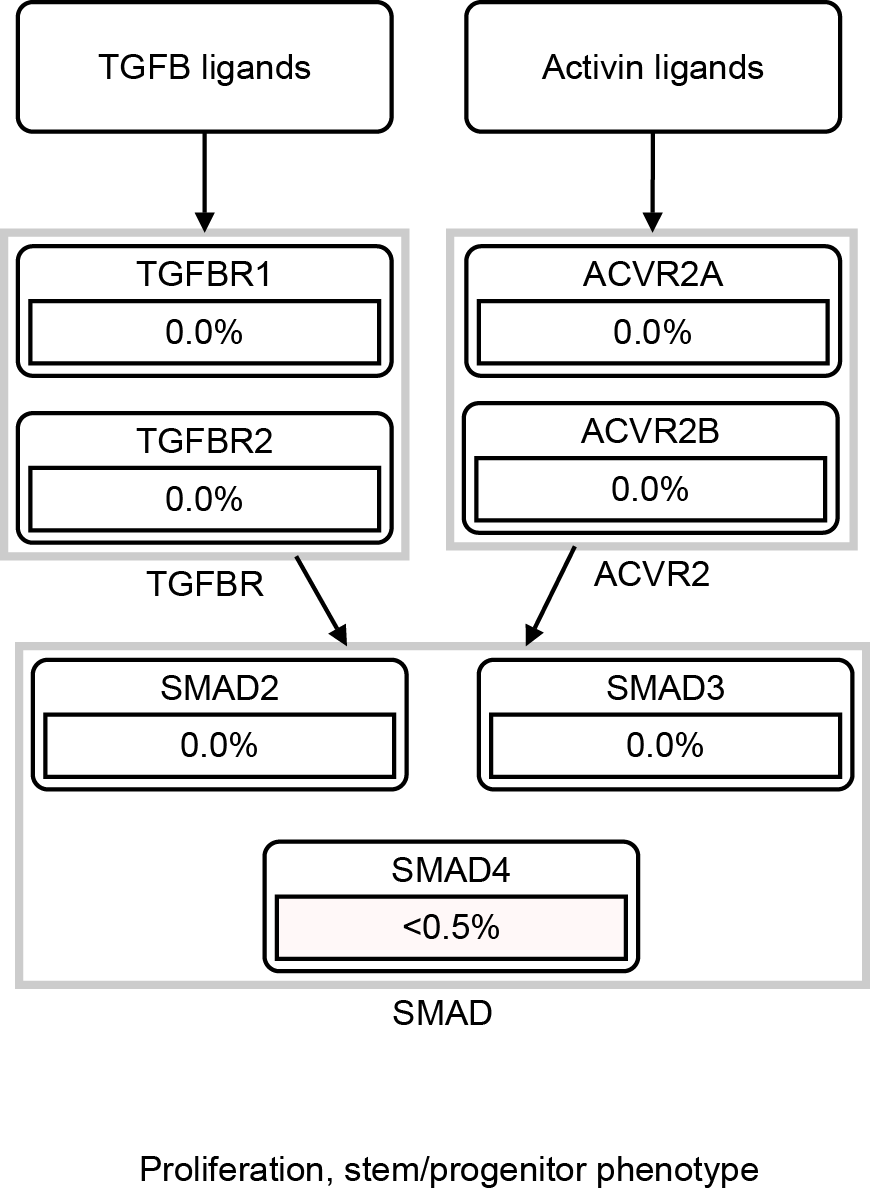 TGFB ligands
Activin ligands
TGFBR1
0.0%
TGFBR2
0.0%
TGFBR
ACVR2A
0.0%
ACVR2B
0.0%
ACVR2
SMAD2
0.0%
SMAD3
0.0%
SMAD4
<0.5%
SMAD
Proliferation, stem/progenitor phenotype